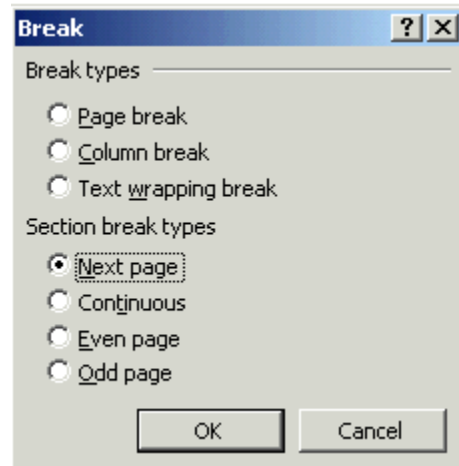 Break ? X
Break types
Page break
Column break
Text wrapping break
Section break types
Next page
Continuous
Even page
Odd page
OK Cancel